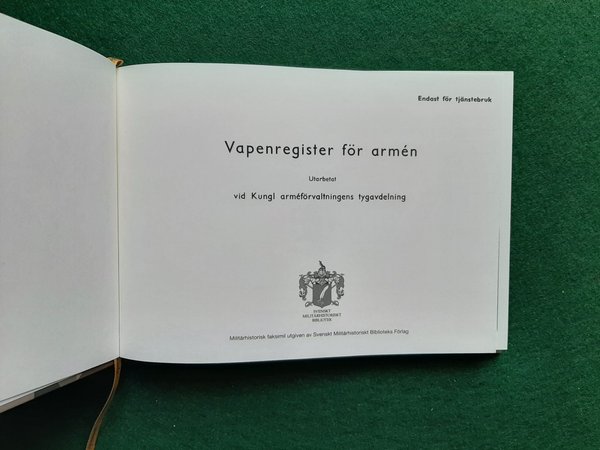 Endast för tjänstebruk
Vapenregister för armén
Utarbetat
vid Kungl arméförvaltningens tygavdelning
SVENSKT
MILITÄRHISTORISKT
BIBLIOTEK
Militärhistorisk faksimil utgiven av Svenskt Militärhistoriskt Biblioteks Förlag